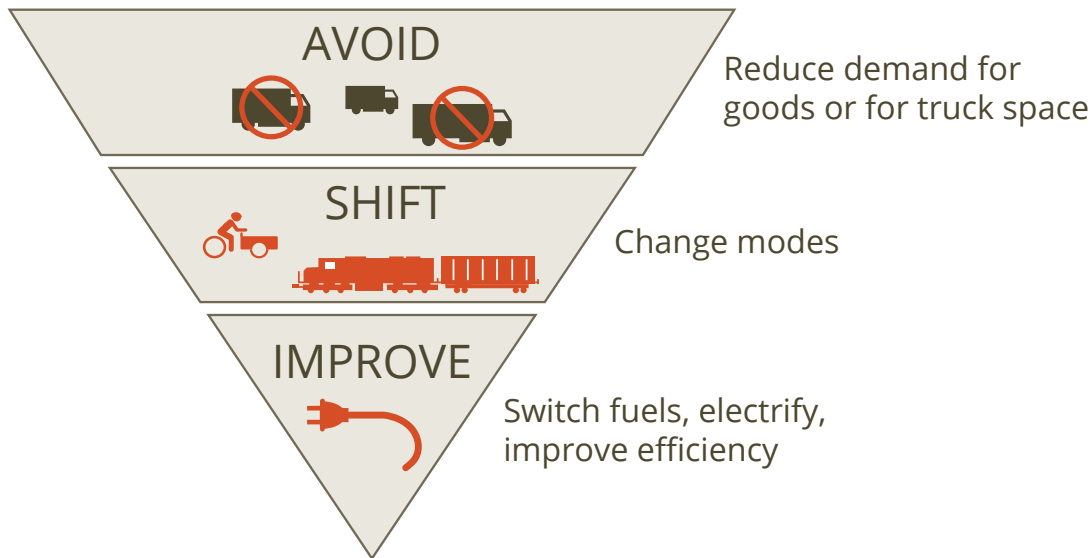 AVOID
Reduce demand for
goods or for truck space
SHIFT
Change modes
IMPROVE
Switch fuels, electrify,
improve efficiency